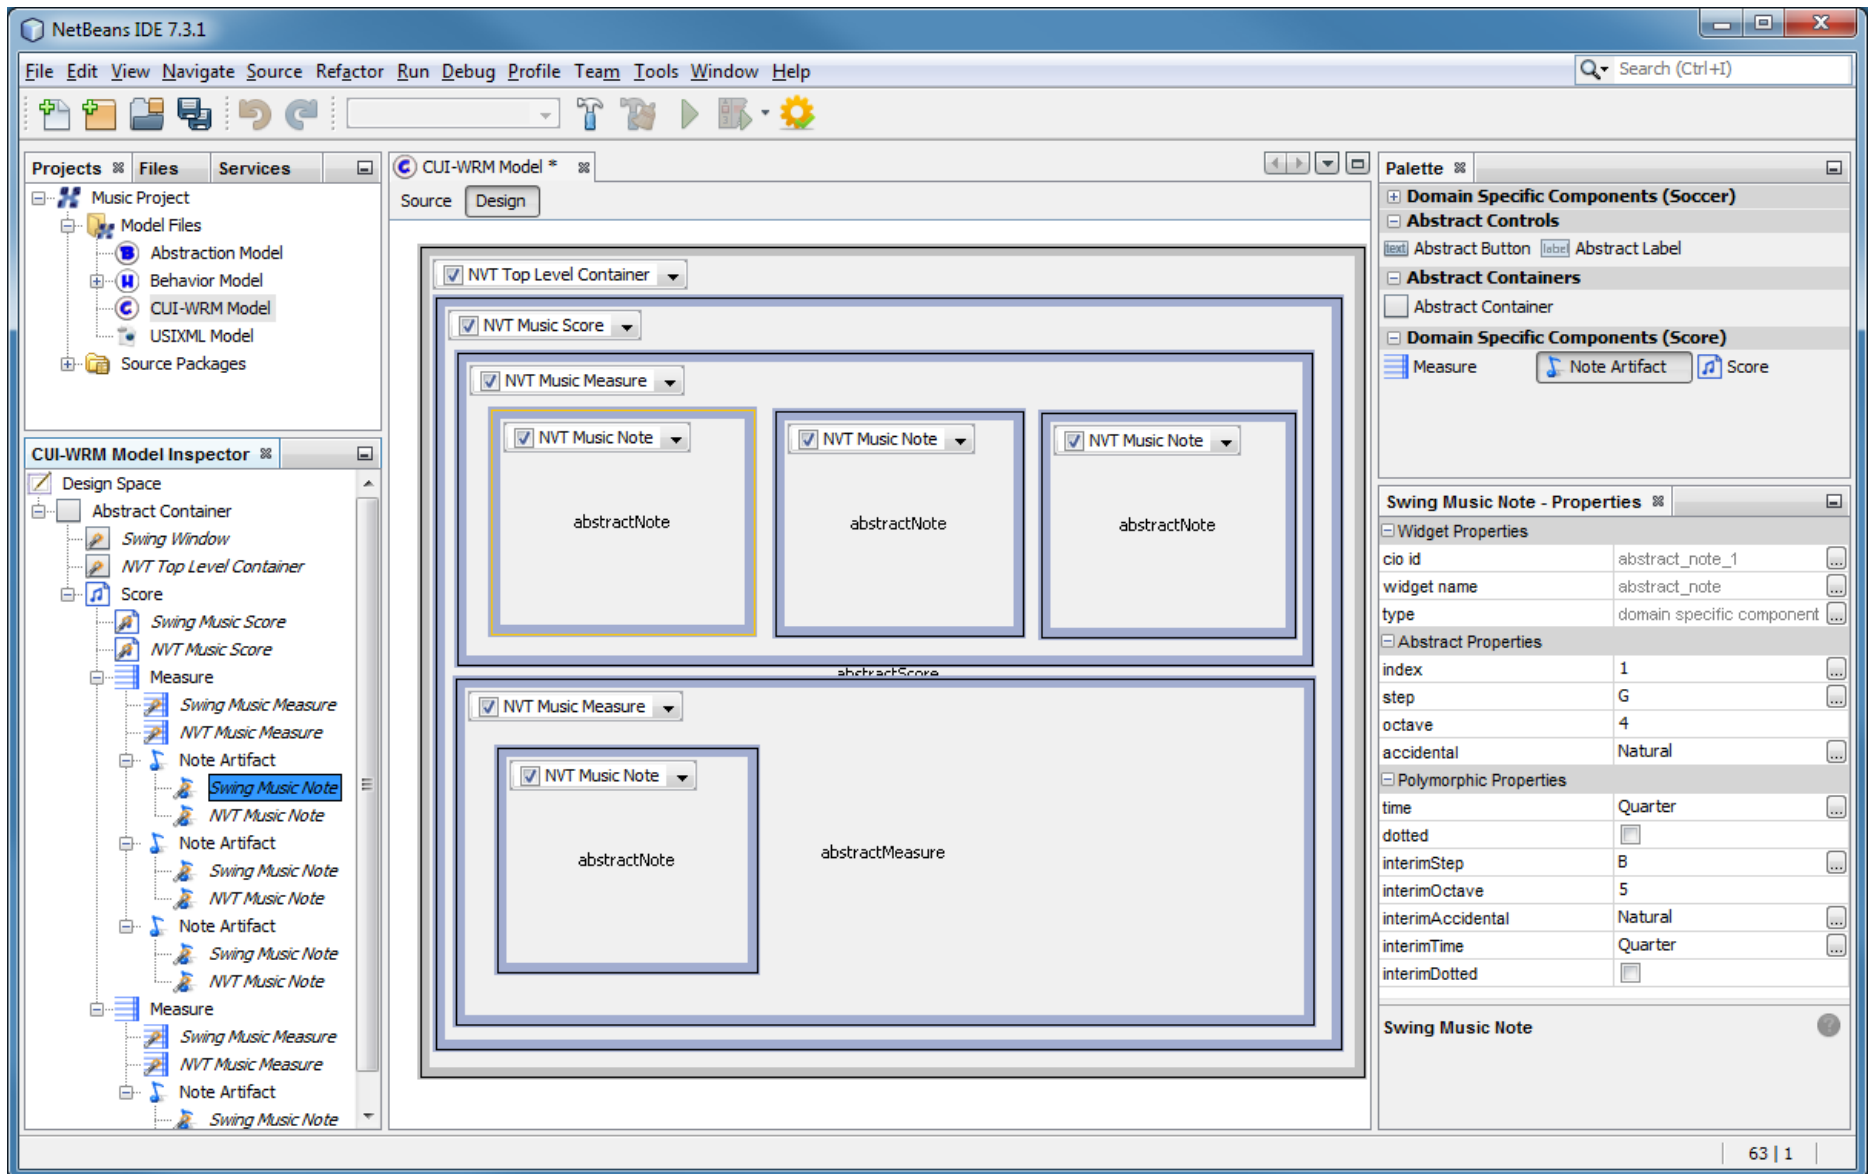 NetBeans IDE 7.3.1
File Edit View Navigate Source Refactor Run Debug Profile Team Tools Window Help
Search (Ctrl+I)
Projects Files Services
Music Project
Model Files
Abstraction Model
Behavior Model
CUI-WRM Model
USIXML Model
Source Packages
CUI-WRM Model Inspector
Design Space
Abstract Container
Swing Window
NVT Top Level Container
Score
Swing Music Score
NVT Music Score
Measure
Swing Music Measure
NVT Music Measure
Note Artifact
Swing Music Note
NVT Music Note
Note Artifact
Swing Music Note
NVT Music Note
Note Artifact
Swing Music Note
NVT Music Note
Measure
Swing Music Measure
NVT Music Measure
Note Artifact
Swing Music Note
CUI-WRM Model *
Source Design
NVT Top Level Container
NVT Music Score
NVT Music Measure
NVT Music Note NVT Music Note NVT Music Note
abstractNote abstractNote abstractNote
abstractScore
NVT Music Measure
NVT Music Note
abstractNote
abstractMeasure
Palette
Domain Specific Components (Soccer)
Abstract Controls
text Abstract Button label Abstract Label
Abstract Containers
Abstract Container
Domain Specific Components (Score)
Measure Note Artifact Score
Swing Music Note - Properties
Widget Properties
cio id abstract_note_1 ...
widget name abstract_note ...
type domain specific component ...
Abstract Properties
index 1 ...
step G ...
octave 4
accidental Natural ...
Polymorphic Properties
time Quarter ...
dotted
interimStep B ...
interimOctave 5
interimAccidental Natural ...
interimTime Quarter ...
interimDotted
Swing Music Note
?
63 | 1